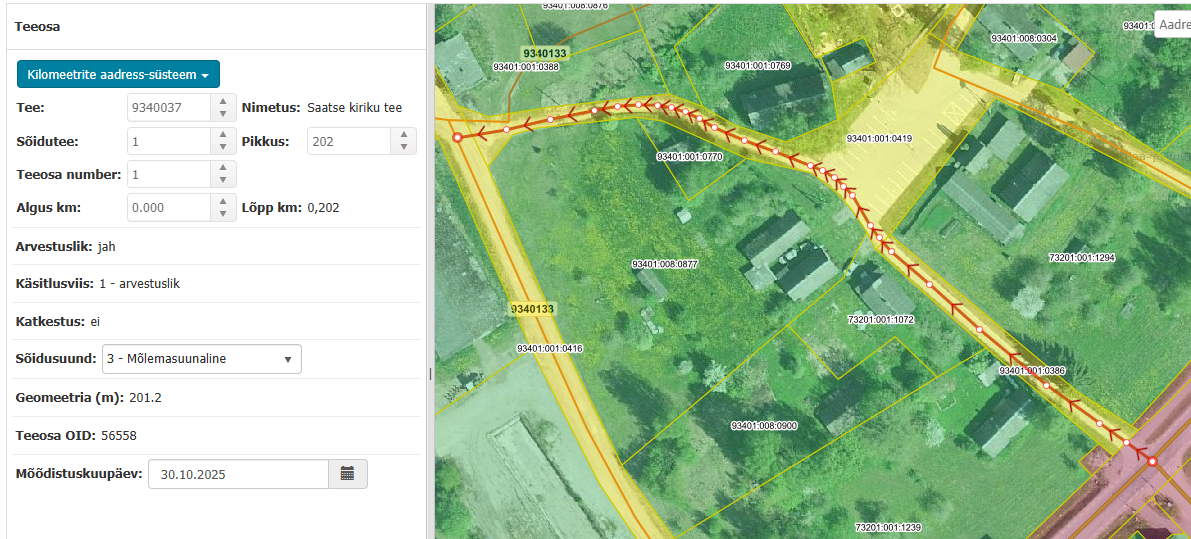 Teeosa
Kilomeetrite aadress-süsteem
Tee: 9340037 Nimetus: Saatse kiriku tee
Sõidutee: 1 Pikkus: 202
Teeosa number: 1
Algus km: 0.000 Lõpp km: 0,202
Arvestuslik: jah
Käsitlusviis: 1 - arvestuslik
Katkestus: ei
Sõidusuund: 3 - Mõlemasuunaline
Geomeetria (m): 201.2
Teeosa OID: 56558
Mõõdistuskuupäev: 30.10.2025
93401:008:0876
Aadre
93401:008:0304
9340133
93401:001:0388
93401:001:0769
93401:001:0419
93401:001:0770
73201:001:1294
93401:008:0877
9340133
73201:001:1072
93401:001:0416
93401:001:0386
93401:008:0900
73201:001:1239